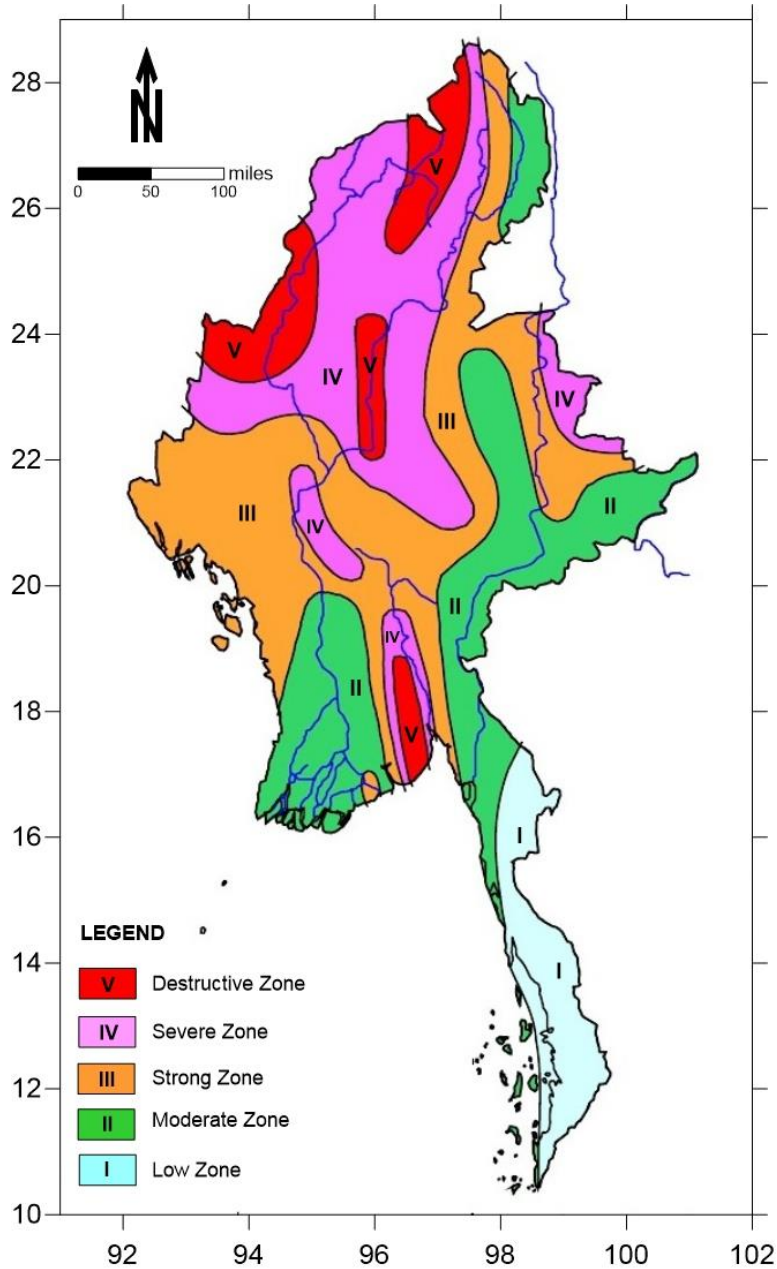 28
26
24
22
20
18
16
14
12
10
N
miles
0 50 100
V
V
V
IV
IV
III
III
IV
II
II
IV
II
V
I
I
LEGEND
V Destructive Zone
IV Severe Zone
III Strong Zone
II Moderate Zone
I Low Zone
92 94 96 98 100 102